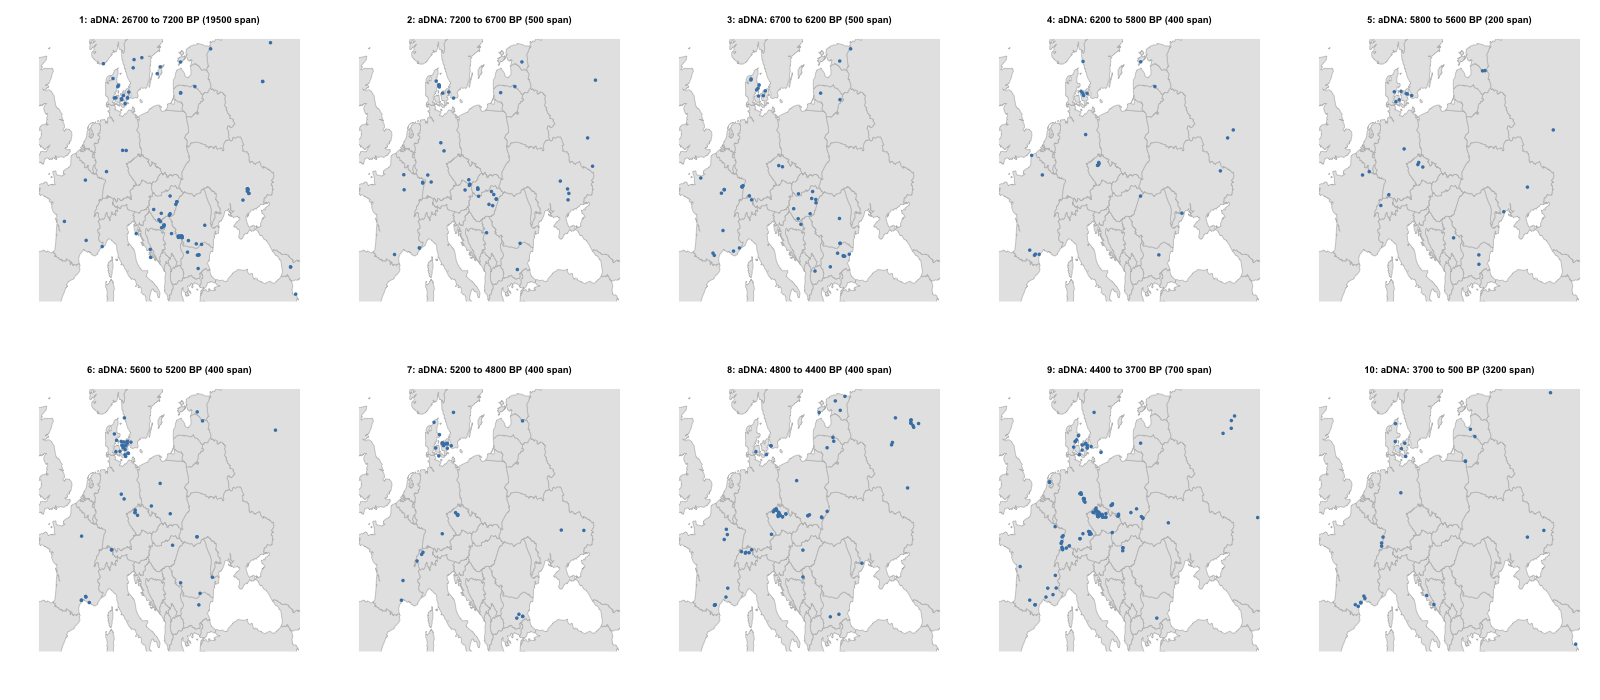 1: aDNA: 26700 to 7200 BP (19500 span)
2: aDNA: 7200 to 6700 BP (500 span)
3: aDNA: 6700 to 6200 BP (500 span)
4: aDNA: 6200 to 5800 BP (400 span)
5: aDNA: 5800 to 5600 BP (200 span)
6: aDNA: 5600 to 5200 BP (400 span)
7: aDNA: 5200 to 4800 BP (400 span)
8: aDNA: 4800 to 4400 BP (400 span)
9: aDNA: 4400 to 3700 BP (700 span)
10: aDNA: 3700 to 500 BP (3200 span)